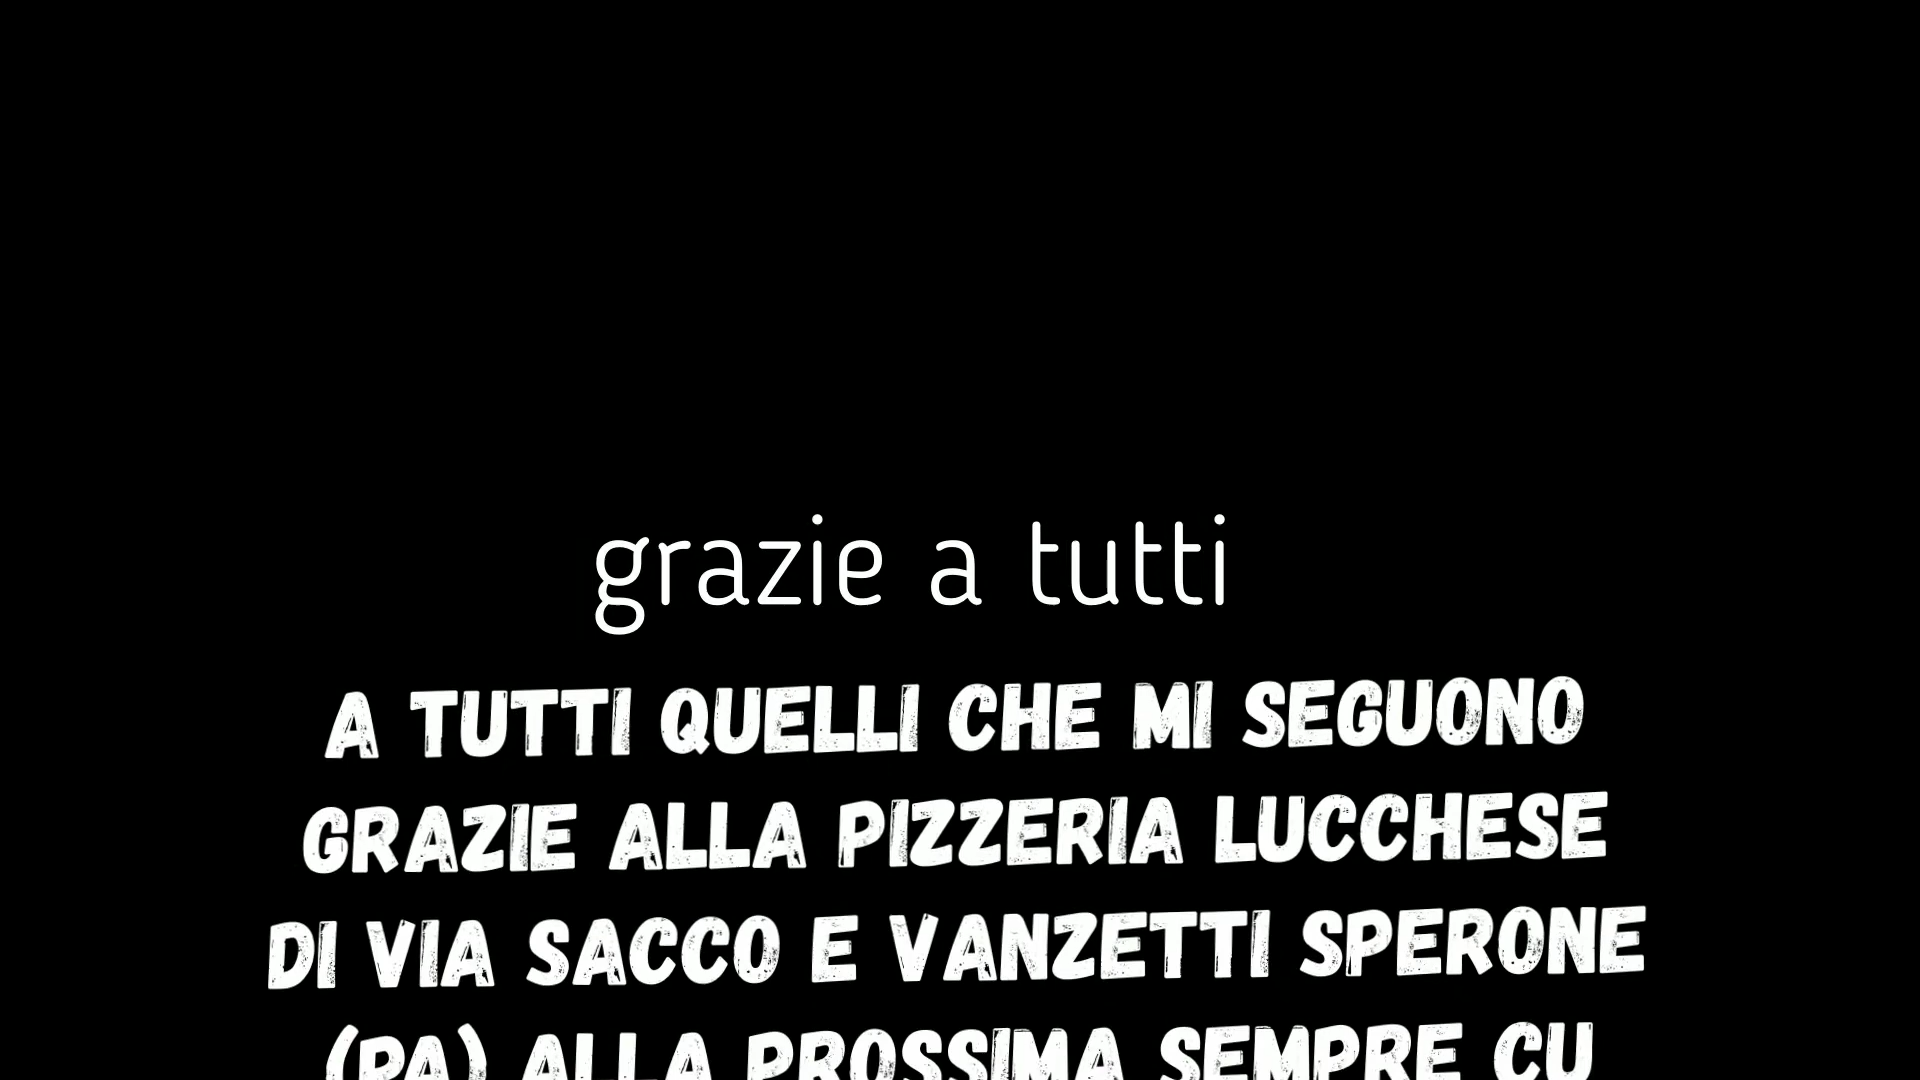 grazie a tutti
A TUTTI QUELLI CHE MI SEGUONO
GRAZIE ALLA PIZZERIA LUCCHESE
DI VIA SACCO E VANZETTI SPERONE
(PA) ALLA PROSSIMA SEMPRE CU